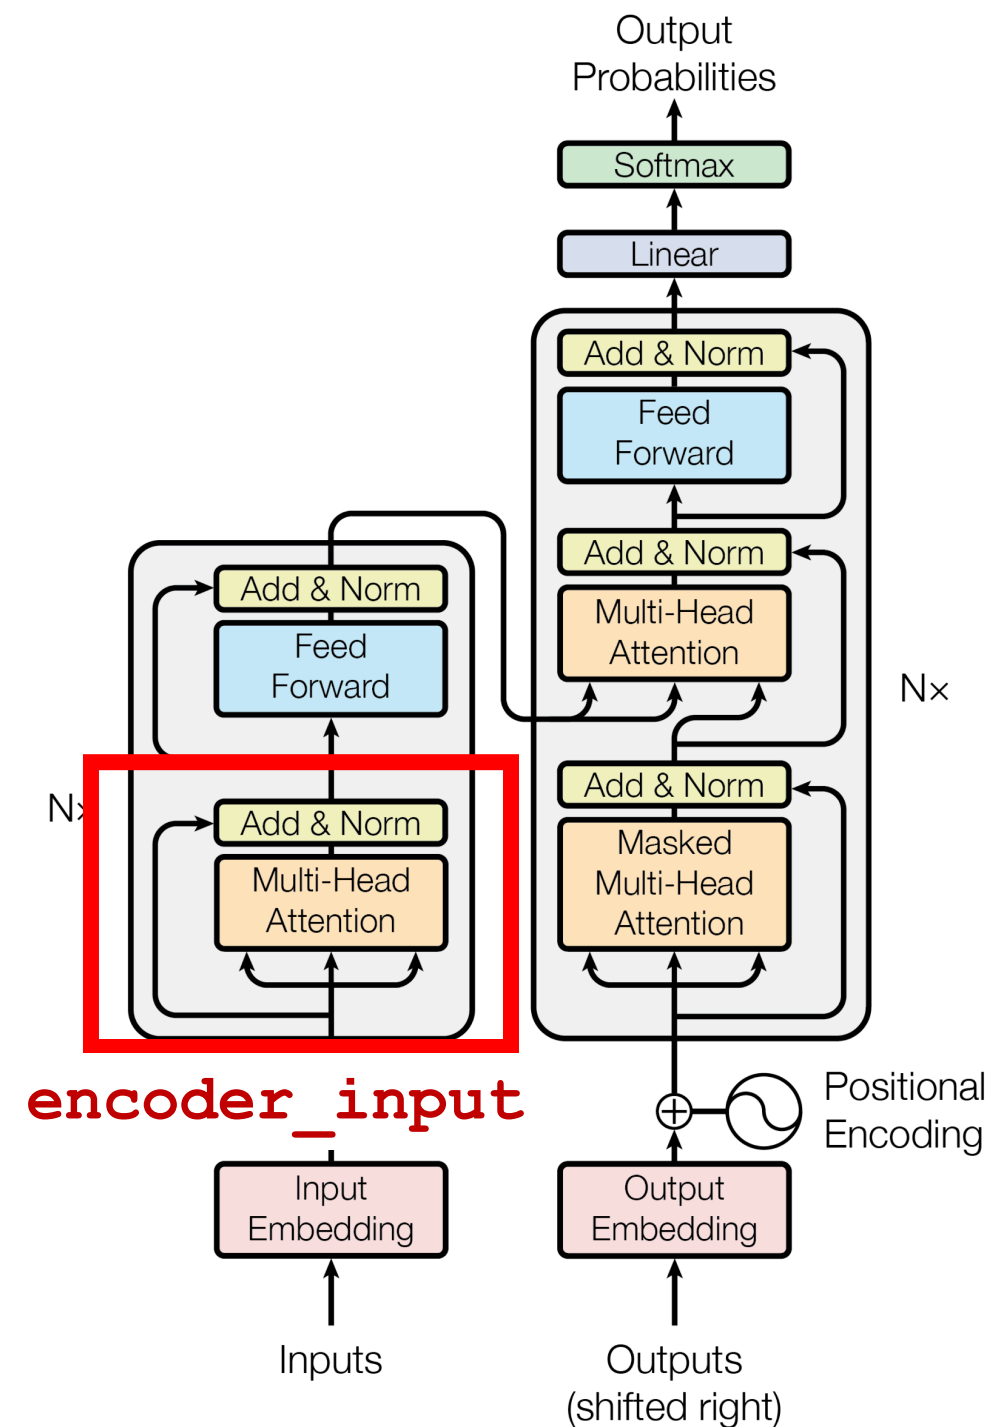 Output
Probabilities
Softmax
Linear
Add & Norm
Feed
Forward
Add & Norm
Multi-Head
Attention
Add & Norm
Masked
Multi-Head
Attention
N×
Add & Norm
Feed
Forward
Add & Norm
Multi-Head
Attention
N×
encoder_input
Positional
Encoding
Input
Embedding
Output
Embedding
Inputs
Outputs
(shifted right)